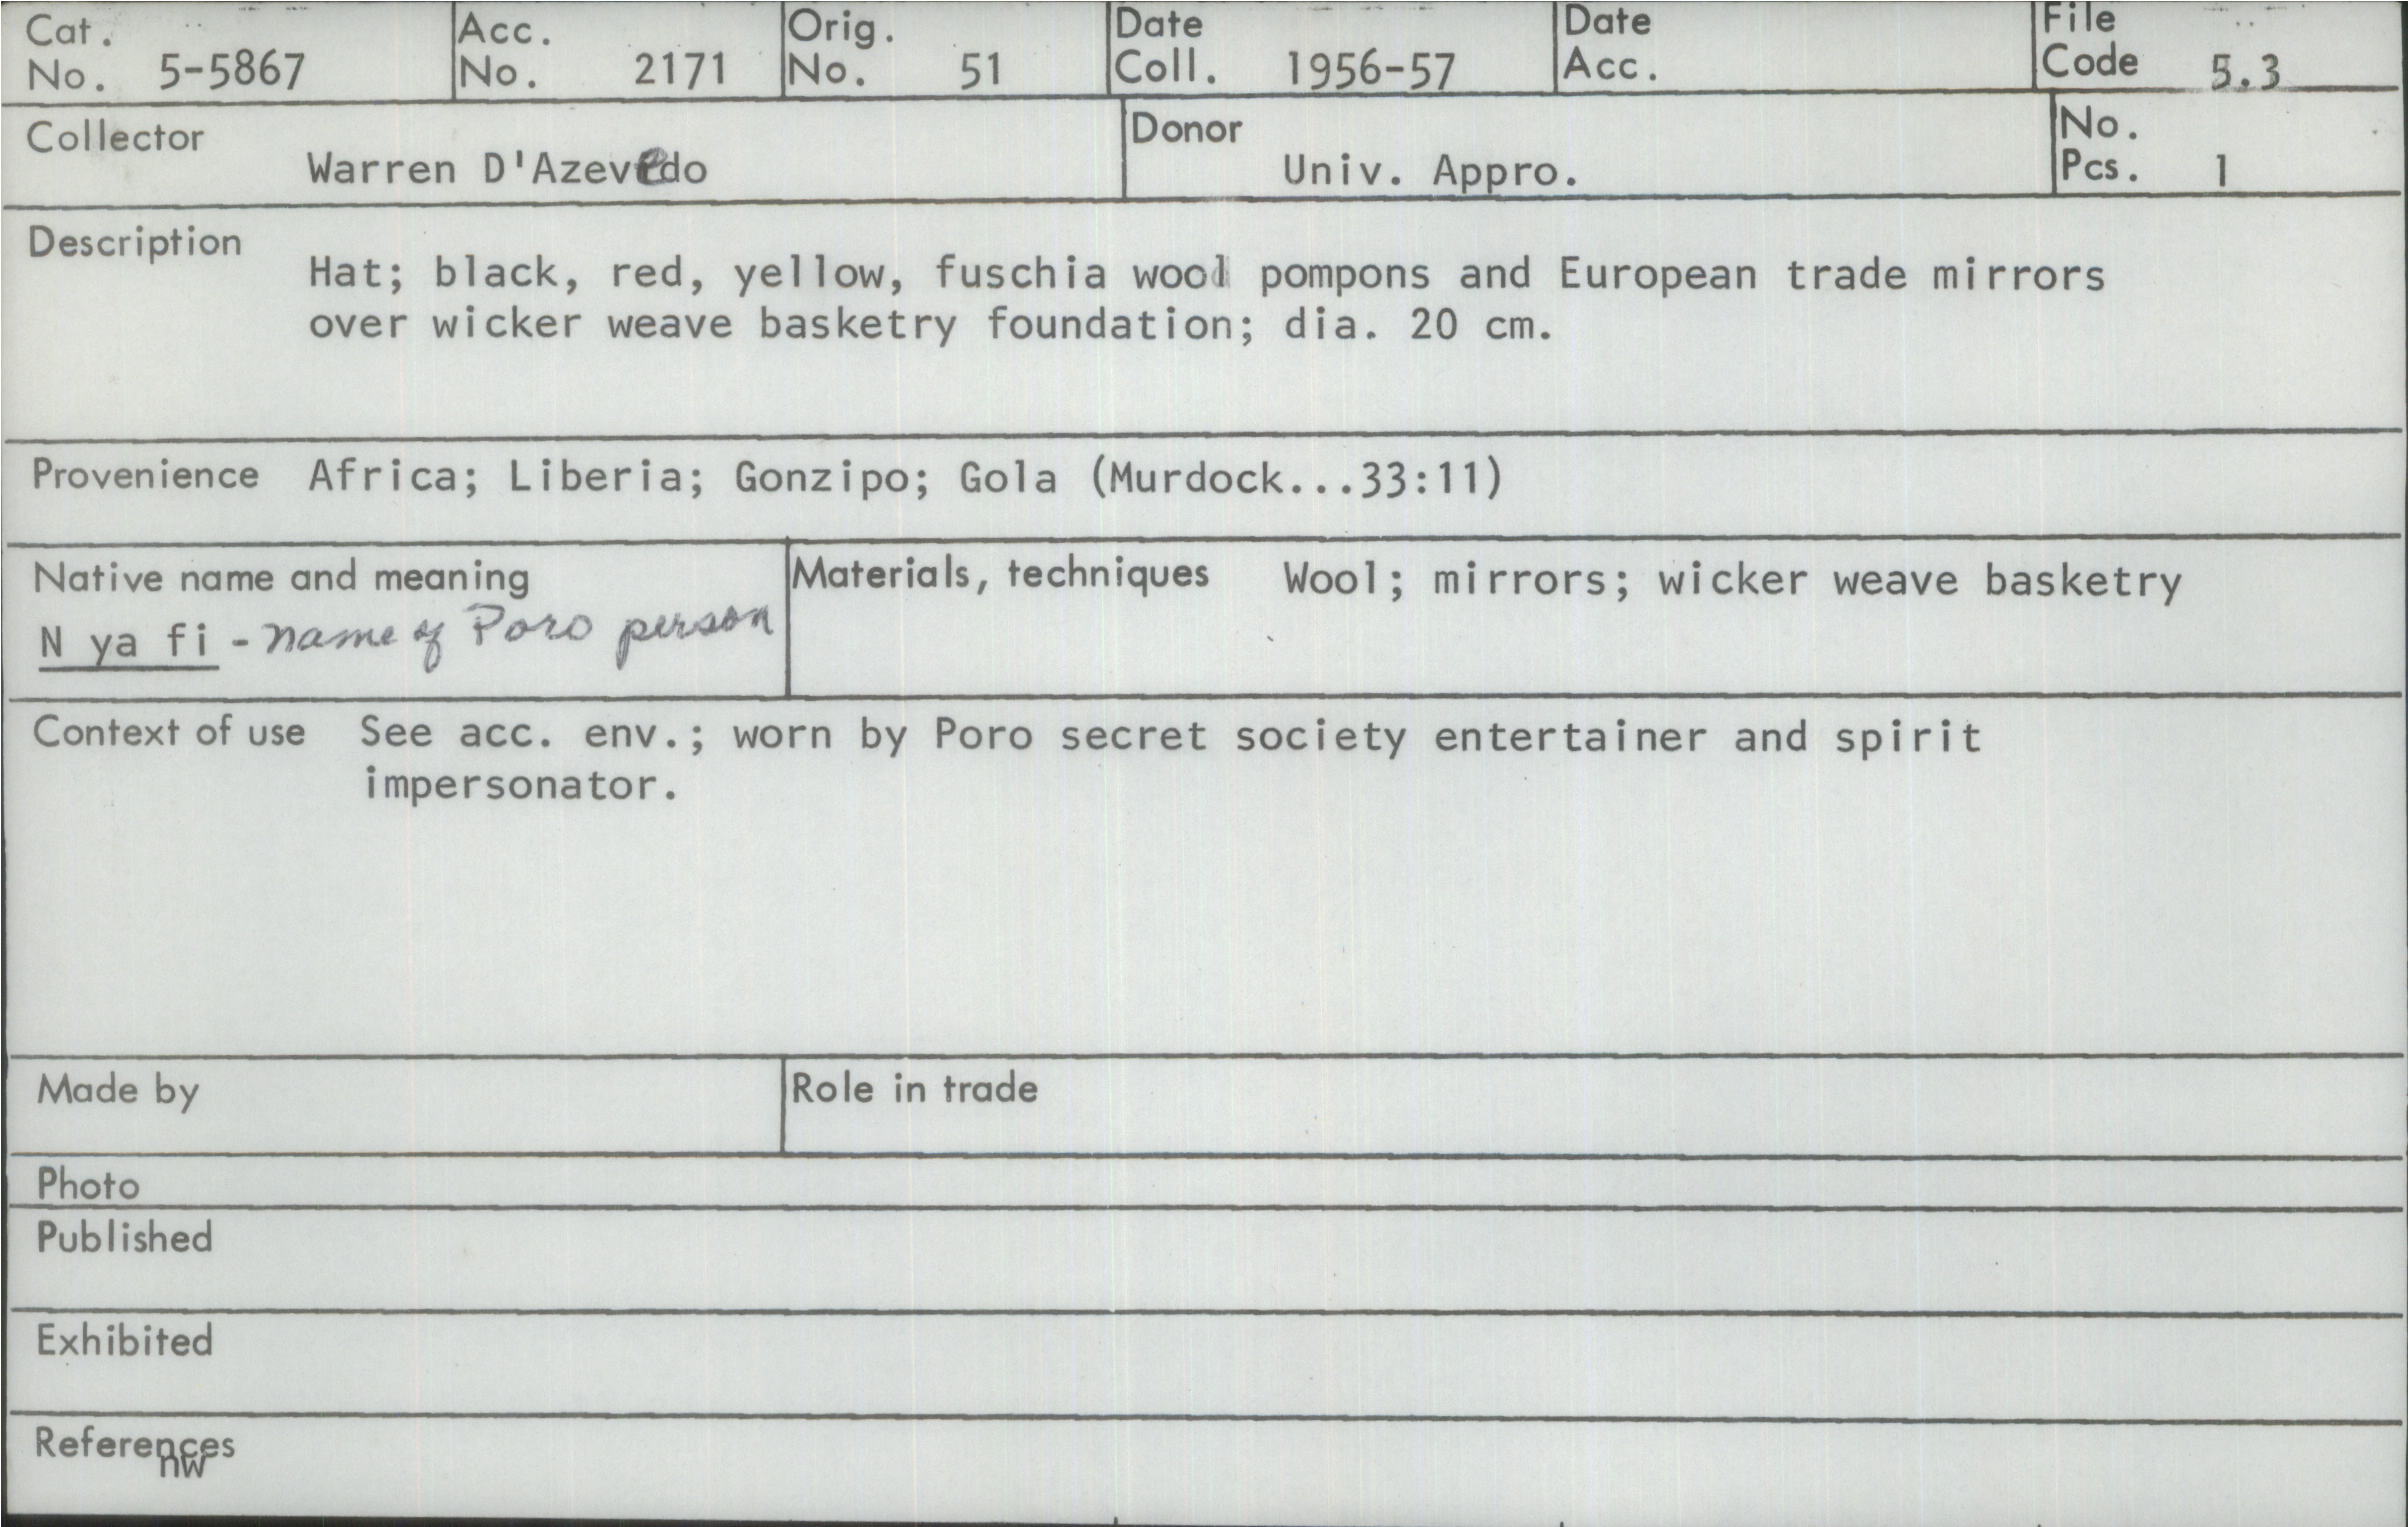 Cat. No. 5-5867
Acc. No. 2171
Orig. No. 51
Date Coll. 1956-57
Date Acc.
File Code 5.3
Collector Warren D'Azevedo
Donor Univ. Appro.
No. Pcs. 1
Description
Hat; black, red, yellow, fuschia wool pompons and European trade mirrors
over wicker weave basketry foundation; dia. 20 cm.
Provenience Africa; Liberia; Gonzipo; Gola (Murdock...33:11)
Native name and meaning
N ya fi - name of Poro person
Materials, techniques Wool; mirrors; wicker weave basketry
Context of use See acc. env.; worn by Poro secret society entertainer and spirit
impersonator.
Made by
Role in trade
Photo
Published
Exhibited
References
nw